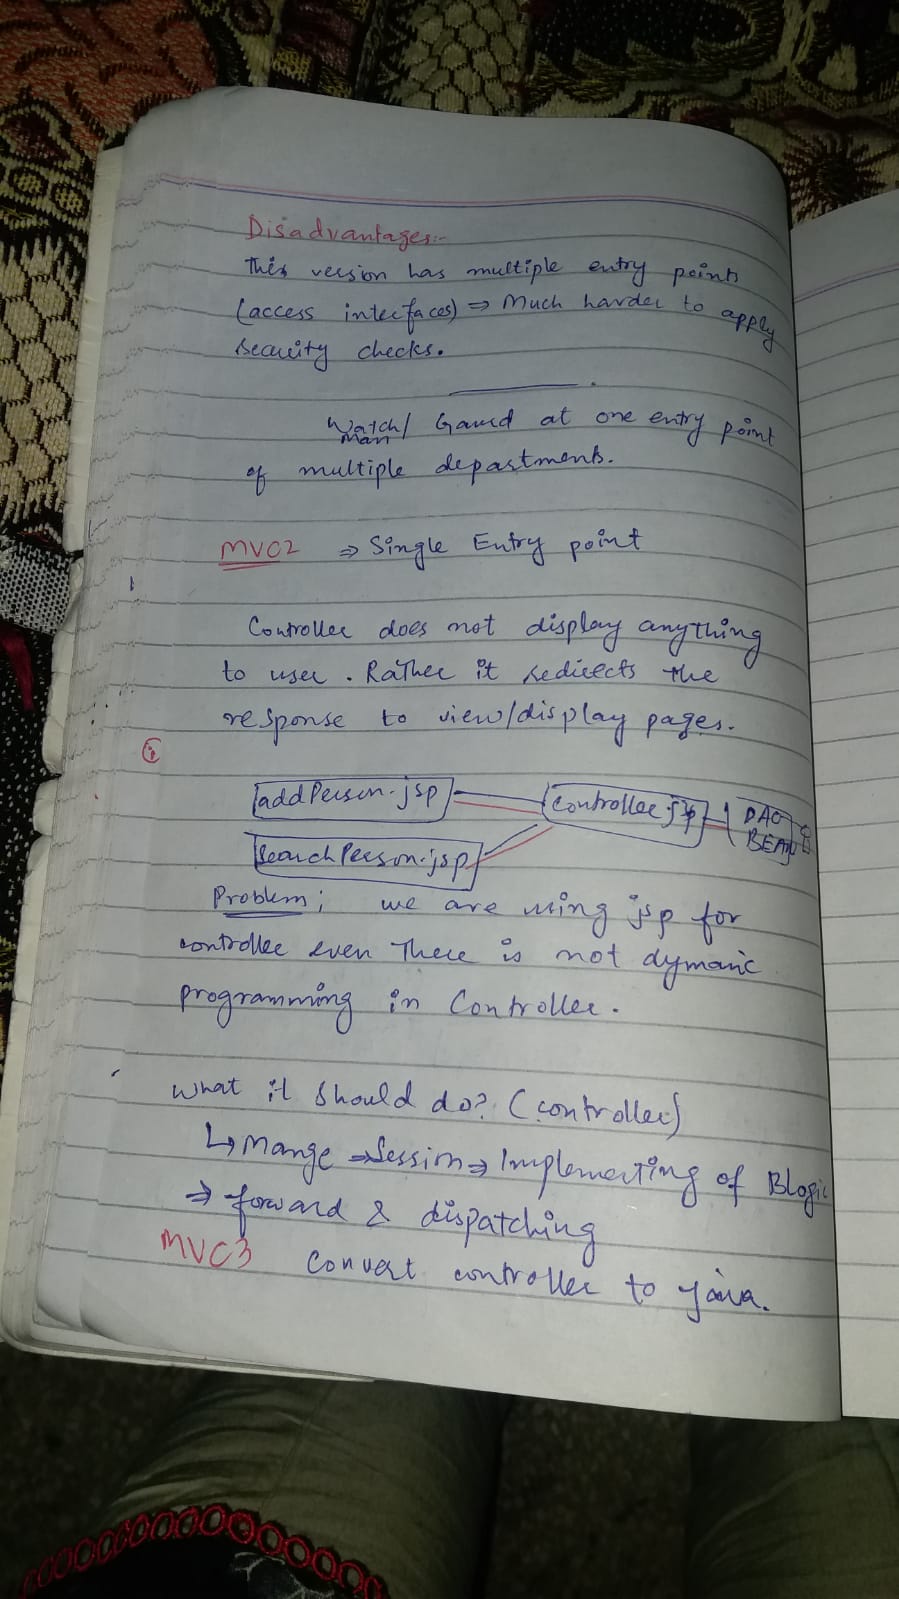 Disadvantages:-
This version has multiple entry points
(access interfaces) ⇒ Much harder to apply
security checks.
Watch/ Gaurd at one entry point
man
of multiple departments.
MVC2 ⇒ Single Entry point
Controller does not display anything
to user. Rather it redirects the
response to view/display pages.
addPerson.jsp controller.jsp DAO
BEAN
SearchPerson.jsp
Problem; we are using jsp for
controller even there is not dymanic
programming in Controller.
What it should do? (controller)
↳ Mange ⇒ Session ⇒ Implementing of Blogic
⇒ forward & dispatching
MVC3 Convert controller to java.